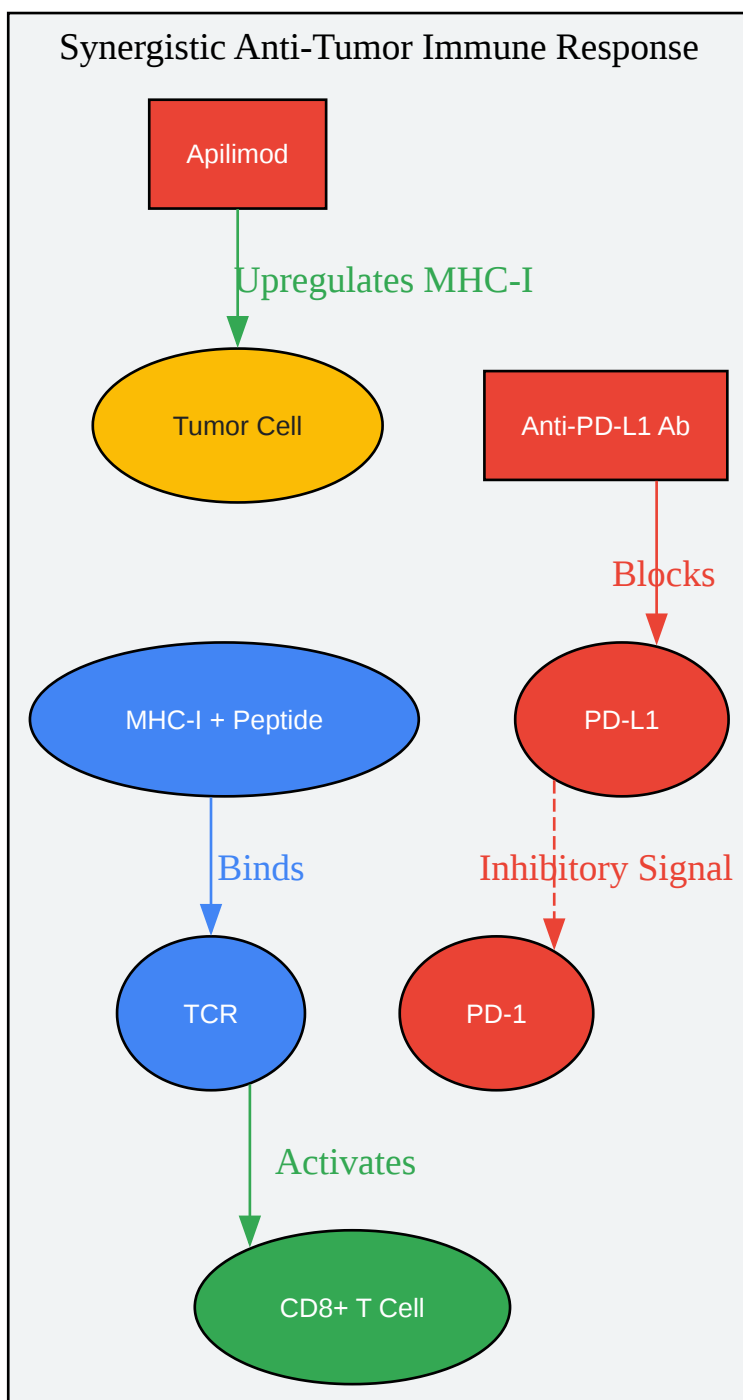 Synergistic Anti-Tumor Immune Response
Apilimod
Upregulates MHC-I
Tumor Cell
Anti-PD-L1 Ab
Blocks
MHC-I + Peptide
PD-L1
Binds
Inhibitory Signal
TCR
PD-1
Activates
CD8+ T Cell